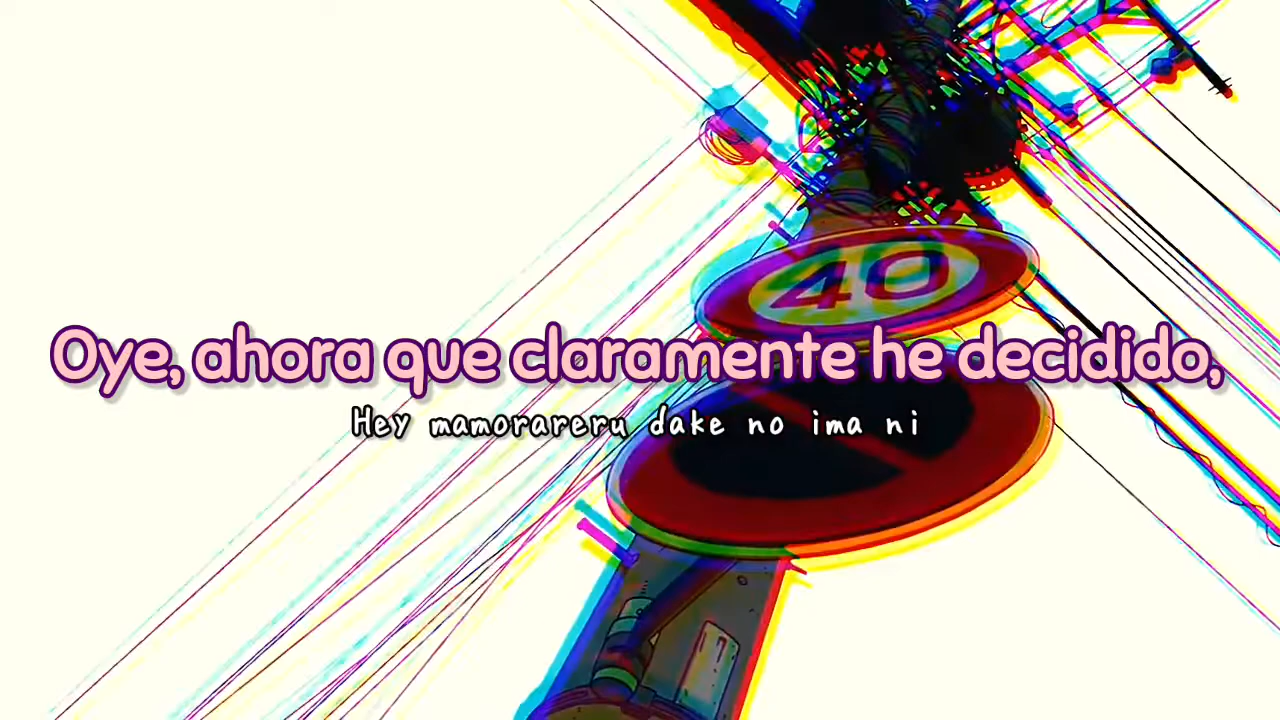 40
Oye, ahora que claramente he decidido,
Hey mamorareru dake no ima ni